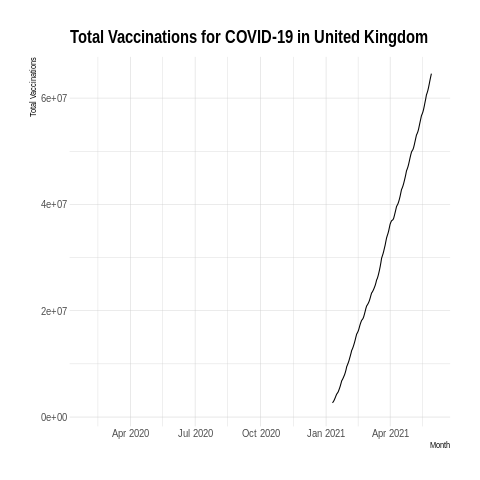 Total Vaccinations for COVID-19 in United Kingdom
Total Vaccinations
6e+07
4e+07
2e+07
0e+00
Apr 2020 Jul 2020 Oct 2020 Jan 2021 Apr 2021
Month